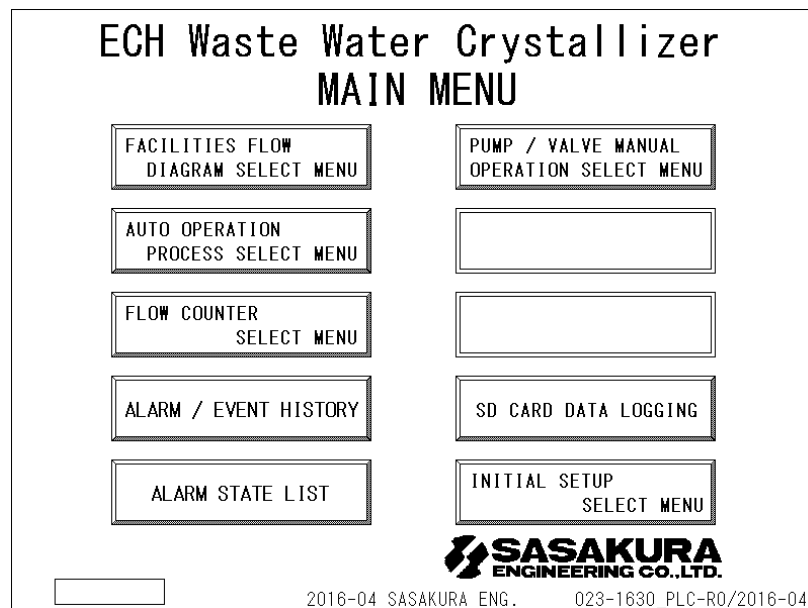 ECH Waste Water Crystallizer
MAIN MENU
FACILITIES FLOW
DIAGRAM SELECT MENU
PUMP / VALVE MANUAL
OPERATION SELECT MENU
AUTO OPERATION
PROCESS SELECT MENU
FLOW COUNTER
SELECT MENU
ALARM / EVENT HISTORY
SD CARD DATA LOGGING
ALARM STATE LIST
INITIAL SETUP
SELECT MENU
SASAKURA
ENGINEERING CO.,LTD.
2016-04 SASAKURA ENG. 023-1630_PLC-R0/2016-04